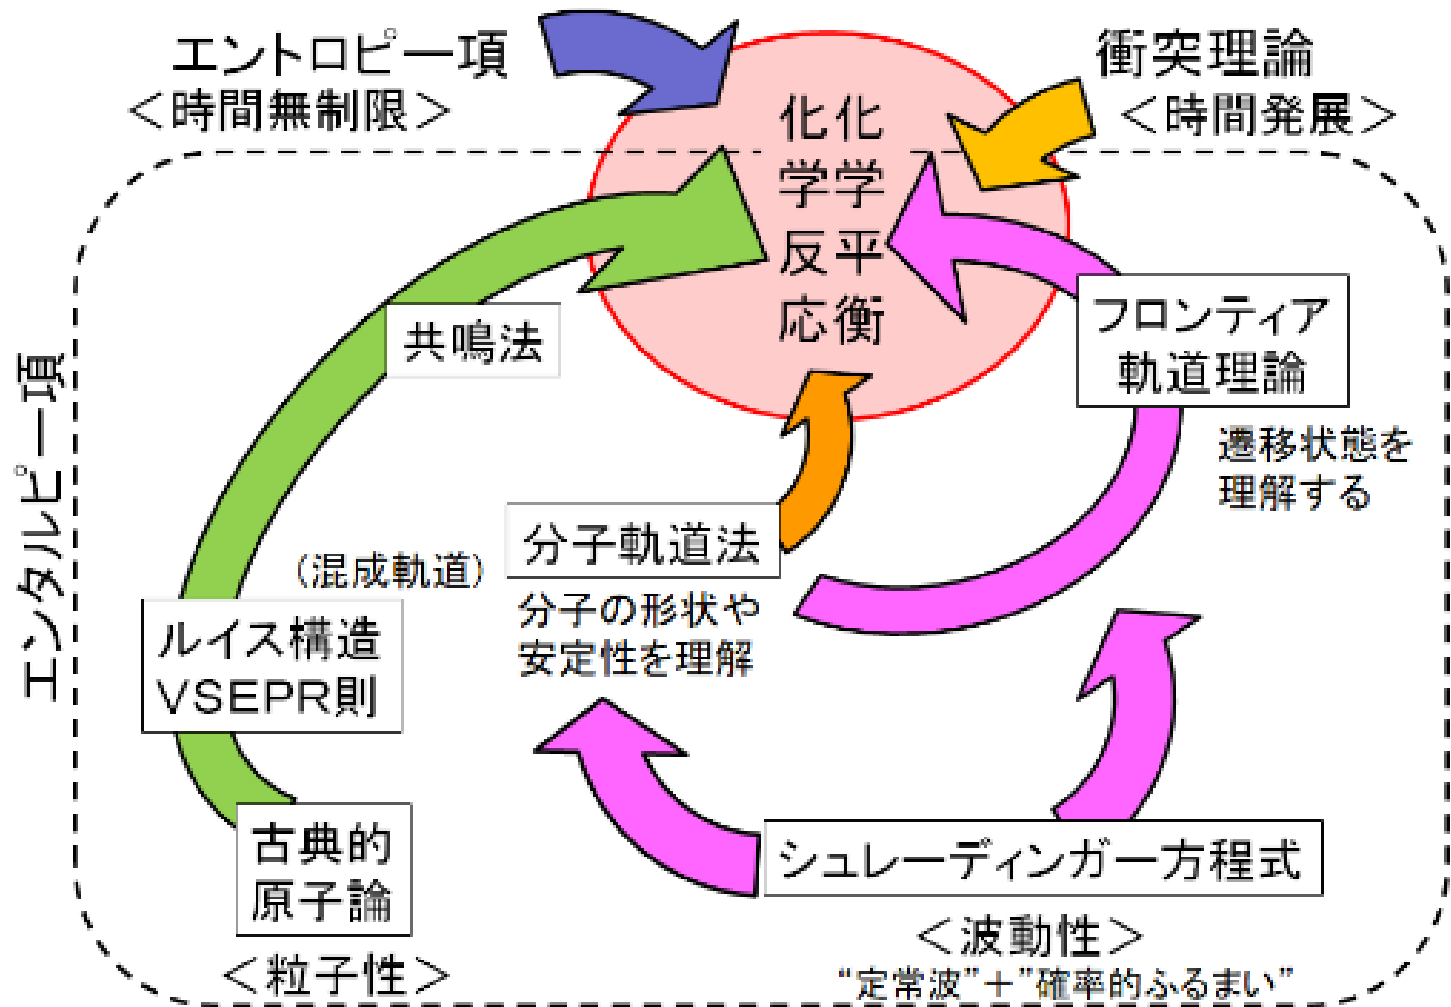 エントロピー項
＜時間無制限＞
衝突理論
＜時間発展＞
化学反応
化学平衡
共鳴法
フロンティア
軌道理論
遷移状態を
理解する
エンタルピー項
（混成軌道）
分子軌道法
分子の形状や
安定性を理解
ルイス構造
VSEPR則
古典的
原子論
＜粒子性＞
シュレーディンガー方程式
＜波動性＞
“定常波”＋”確率的ふるまい”